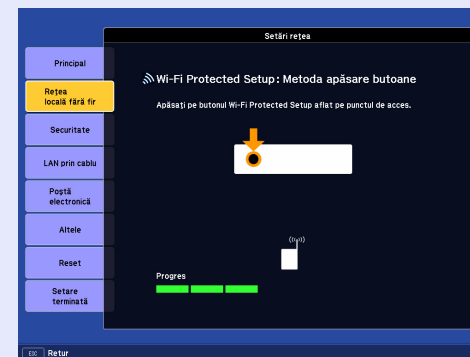 Setări rețea
Principal
Rețea
locală fără fir
Securitate
LAN prin cablu
Poștă
electronică
Altele
Reset
Setare
terminată
Wi-Fi Protected Setup: Metoda apăsare butoane
Apăsați pe butonul Wi-Fi Protected Setup aflat pe punctul de acces.
Progres
ESC Retur